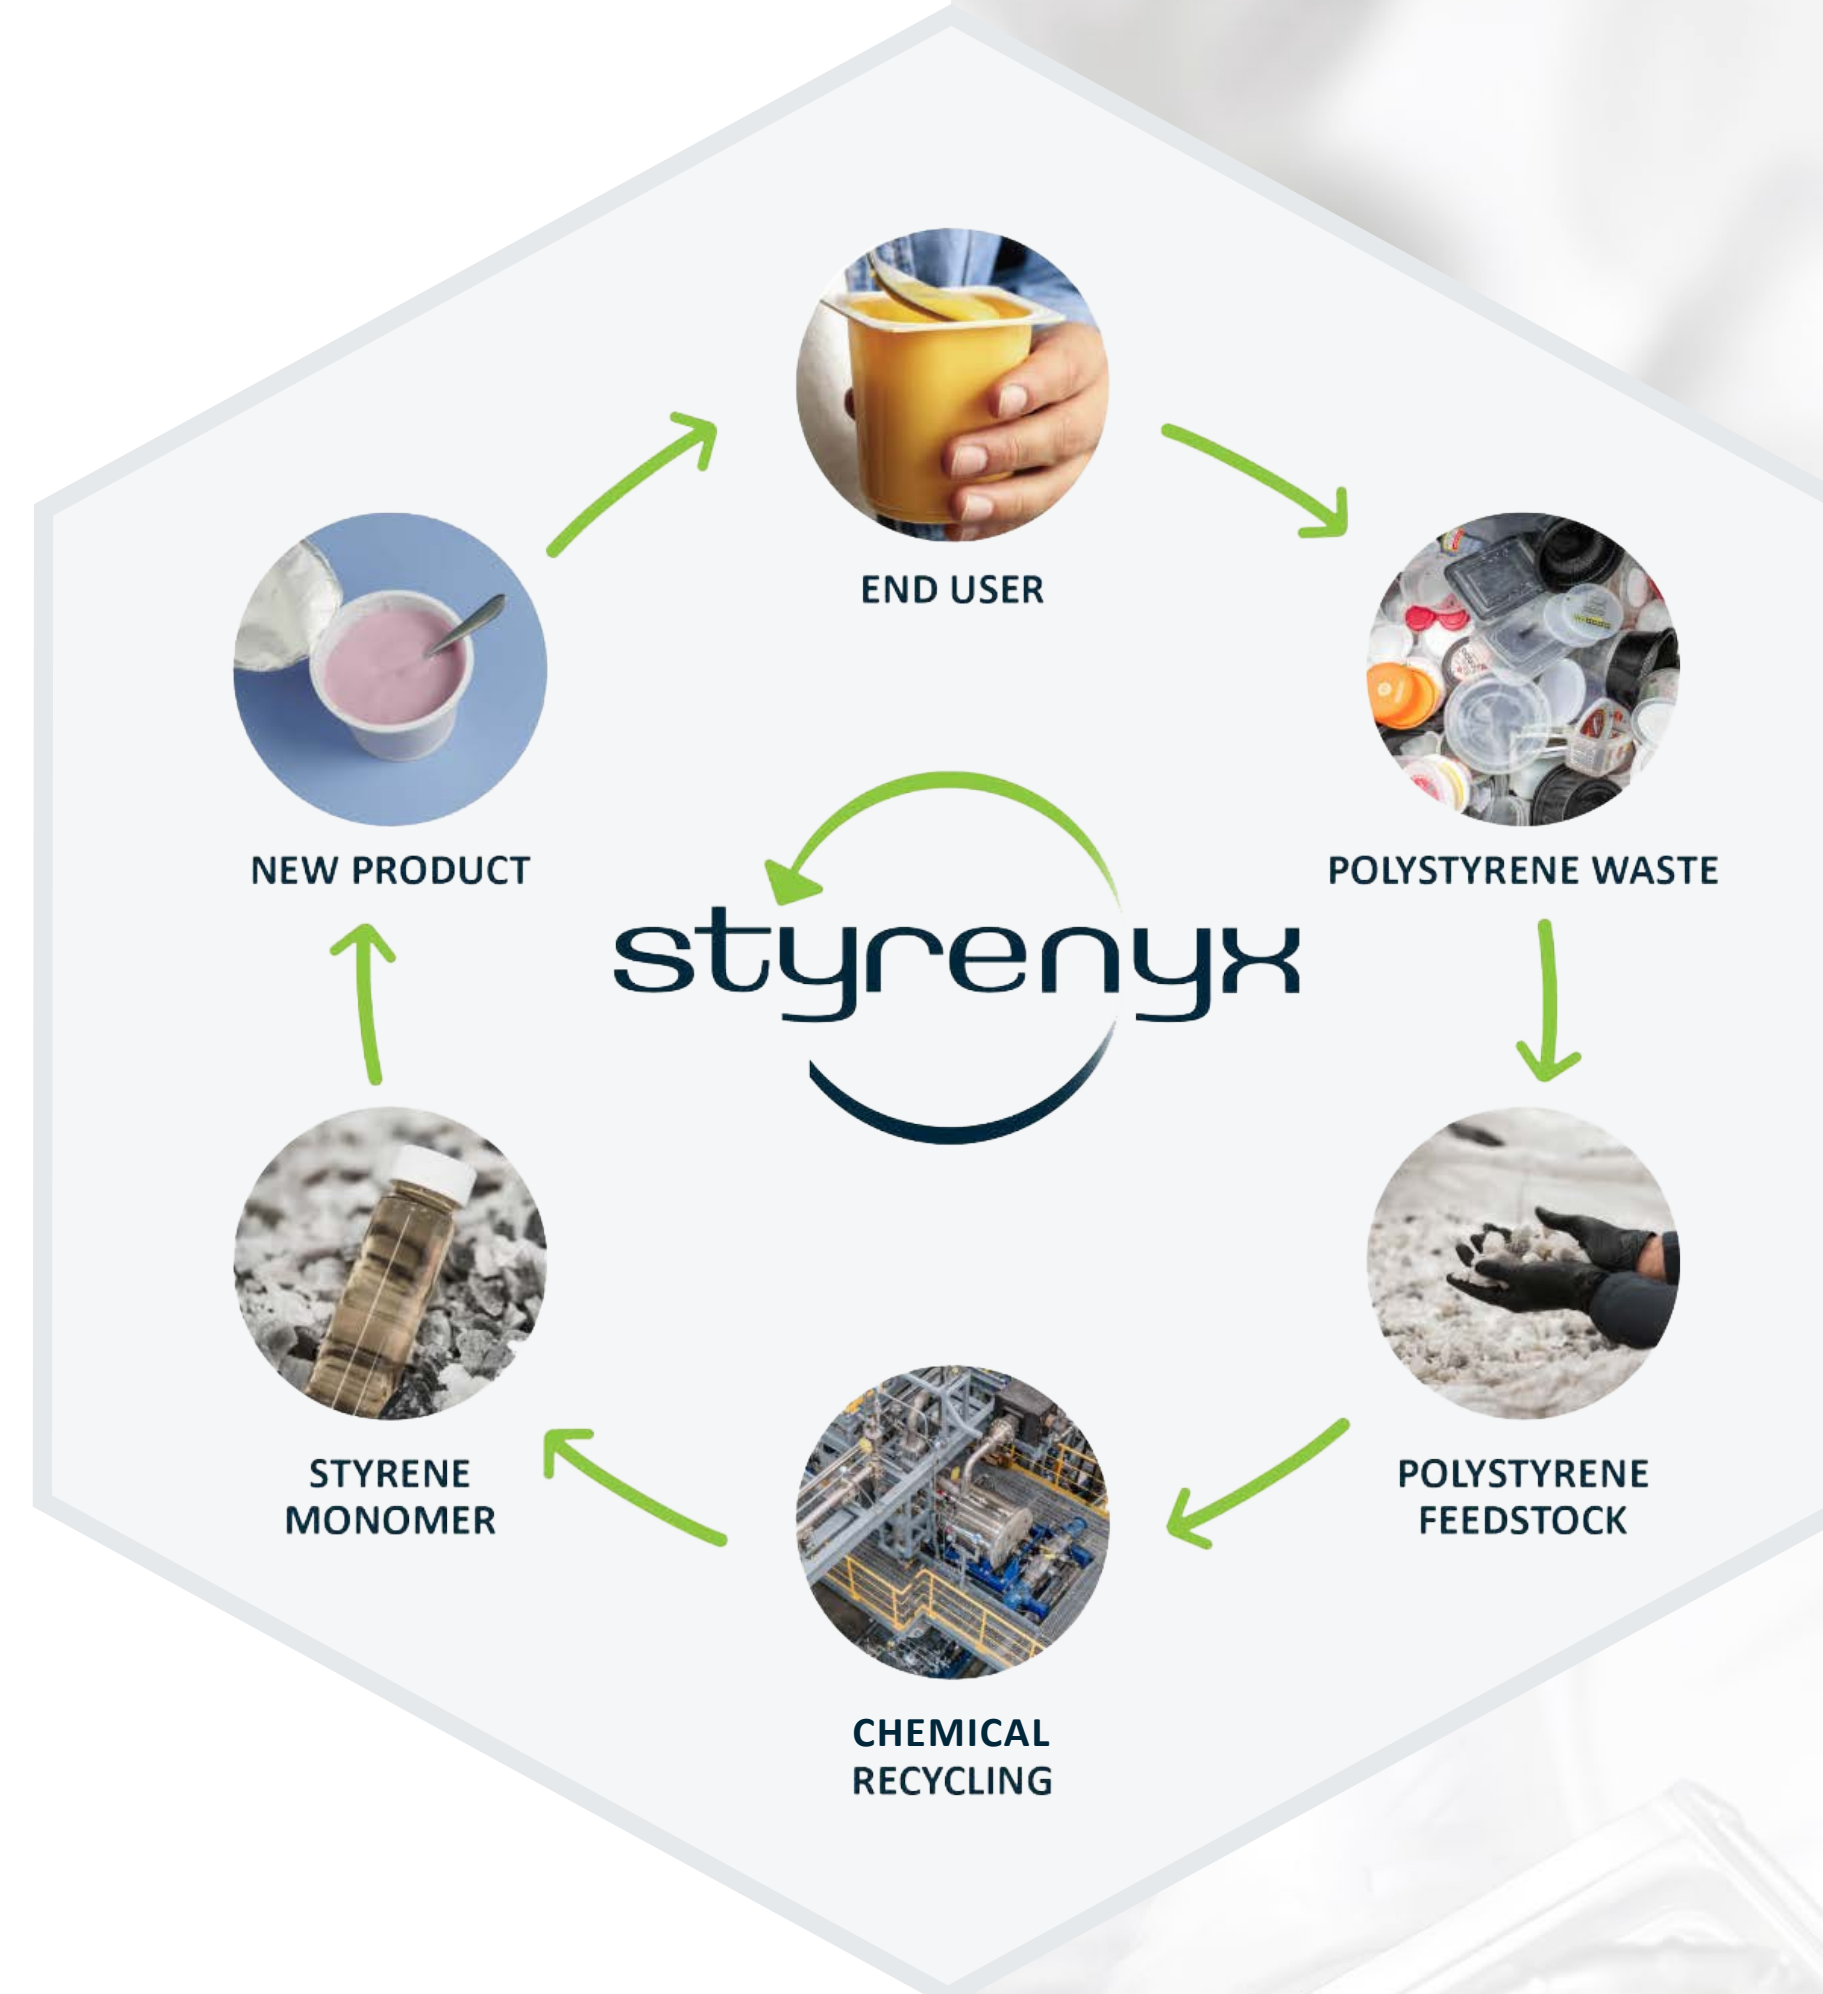 END USER
NEW PRODUCT
POLYSTYRENE WASTE
styrenyx
STYRENE
MONOMER
POLYSTYRENE
FEEDSTOCK
CHEMICAL
RECYCLING